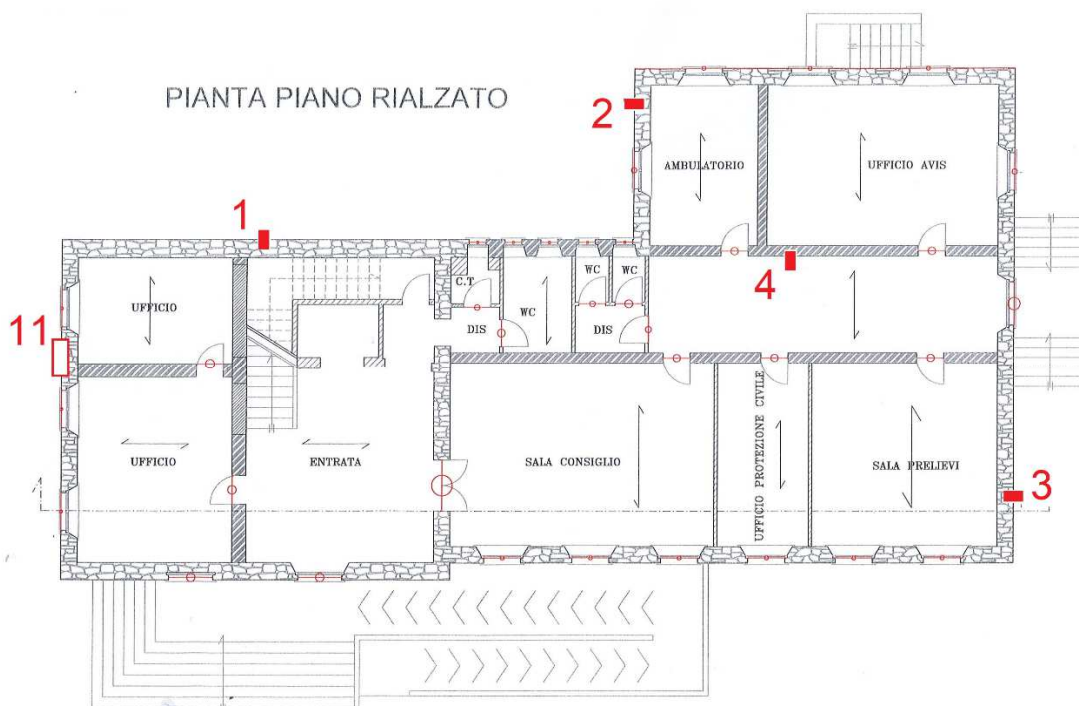 PIANTA PIANO RIALZATO
2
AMBULATORIO
UFFICIO AVIS
1
4
C.T
WC
WC
WC
UFFICIO
11
DIS
DIS
UFFICIO
ENTRATA
SALA CONSIGLIO
UFFICIO PROTEZIONE CIVILE
SALA PRELIEVI
3